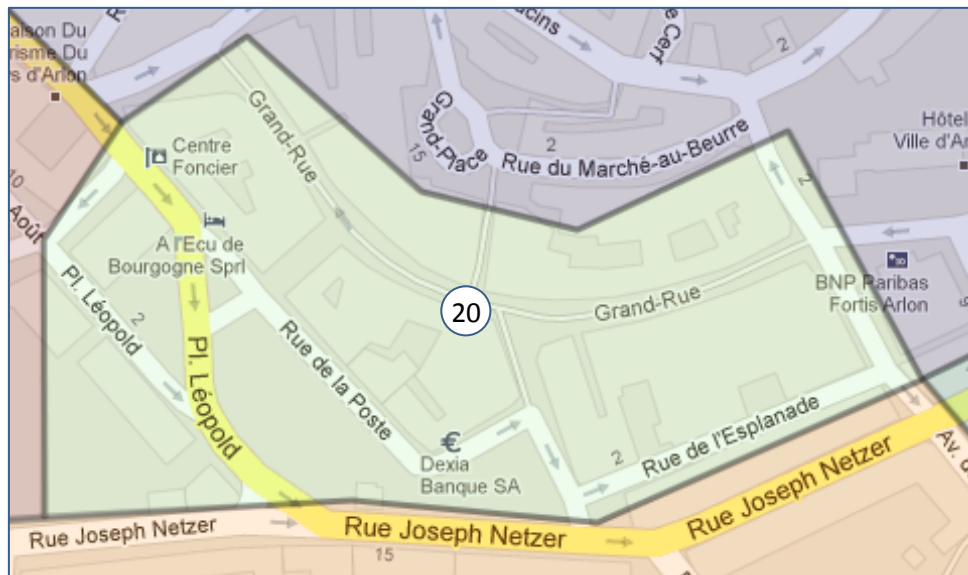 aison Du
risme Du
s d'Arlon
ucins
Cerf
2
Grand-Rue
Grand-Place
15
2
Rue du Marché-au-Beurre
Hôtel
Ville d'Ar
Centre
Foncier
10
Août
A l'Ecu de
Bourgogne Sprl
2
Pl. Léopold
2
BNP Paribas
Fortis Arlon
20
Grand-Rue
Rue de la Poste
Pl. Léopold
Dexia
Banque SA
2
Rue de l'Esplanade
Av. d
Rue Joseph Netzer
Rue Joseph Netzer
Rue Joseph Netzer
15